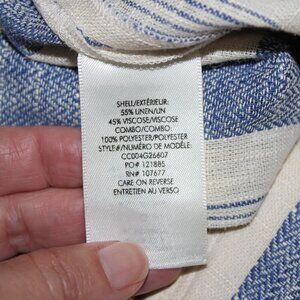 SHELL/EXTÉRIEUR:
55% LINEN/LIN
45% VISCOSE/VISCOSE
COMBO/COMBO:
100% POLYESTER/POLYESTER
STYLE#/NUMÉRO DE MODÈLE:
CC004G26607
PO# 121885
RN# 107677
CARE ON REVERSE
ENTRETIEN AU VERSO